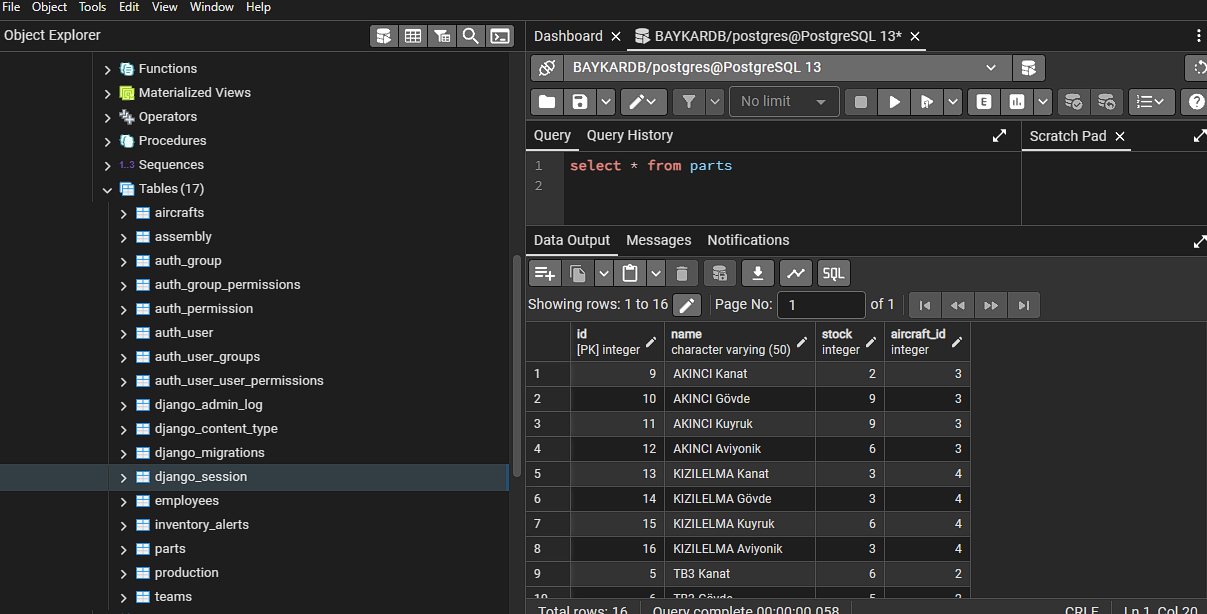 File Object Tools Edit View Window Help
Object Explorer
Functions
Materialized Views
Operators
Procedures
1..3 Sequences
Tables (17)
aircrafts
assembly
auth_group
auth_group_permissions
auth_permission
auth_user
auth_user_groups
auth_user_user_permissions
django_admin_log
django_content_type
django_migrations
django_session
employees
inventory_alerts
parts
production
teams
Dashboard BAYKARDB/postgres@PostgreSQL 13*
BAYKARDB/postgres@PostgreSQL 13
No limit E
Query Query History Scratch Pad
1 select * from parts
2
Data Output Messages Notifications
SQL
Showing rows: 1 to 16 Page No: 1 of 1
id name stock aircraft_id
[PK] integer character varying (50) integer integer
1 9 AKINCI Kanat 2 3
2 10 AKINCI Gövde 9 3
3 11 AKINCI Kuyruk 9 3
4 12 AKINCI Aviyonik 6 3
5 13 KIZILELMA Kanat 3 4
6 14 KIZILELMA Gövde 3 4
7 15 KIZILELMA Kuyruk 6 4
8 16 KIZILELMA Aviyonik 3 4
9 5 TB3 Kanat 6 2
10 6 TB3 Gövde 5 2
Total rows: 16 Query complete 00:00:00.058 CRLF Ln 1, Col 20